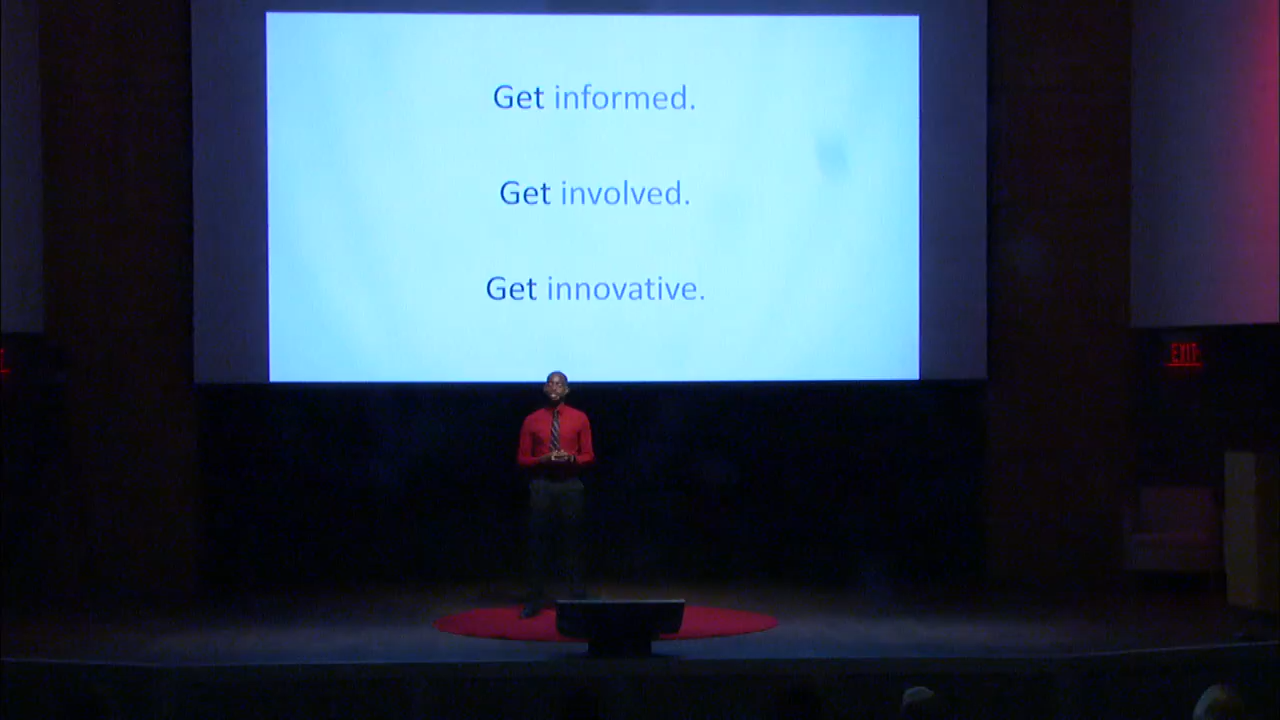 Get informed.
Get involved.
Get innovative.
EXIT